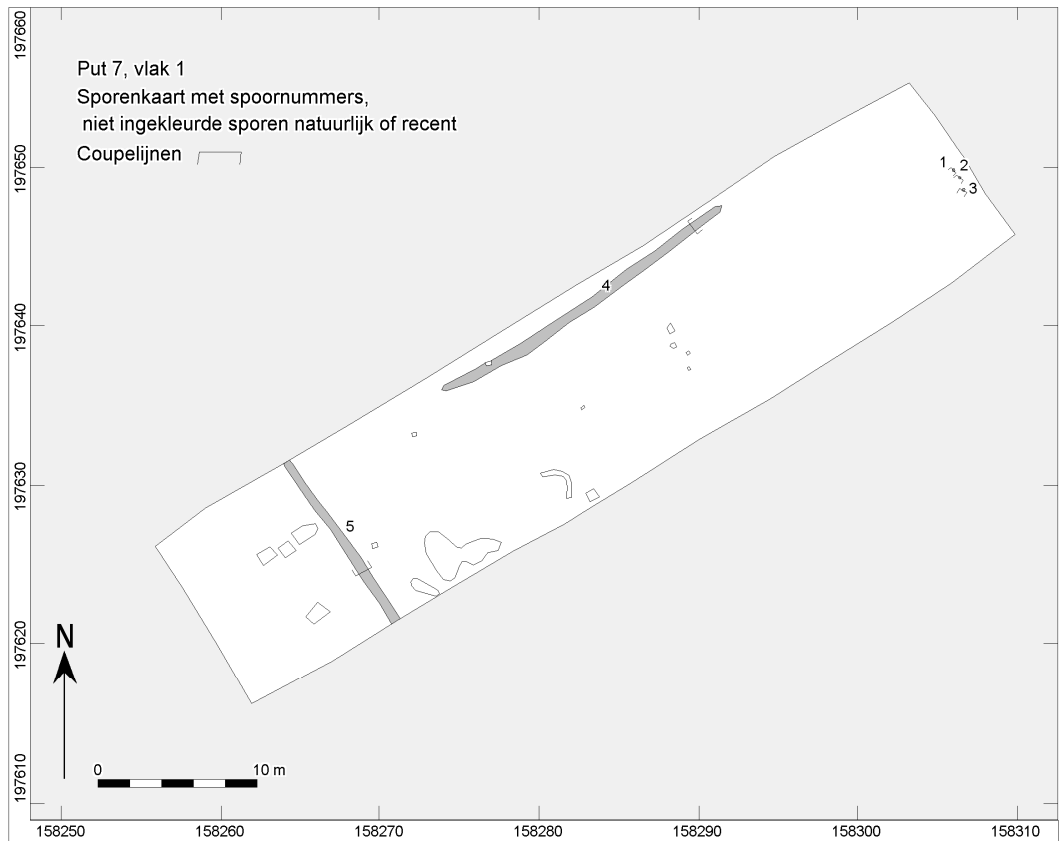 Put 7, vlak 1
Sporenkaart met spoornummers,
niet ingekleurde sporen natuurlijk of recent
Coupelijnen
197660
197650
197640
197630
197620
197610
1
2
3
4
5
N
0 10 m
158250 158260 158270 158280 158290 158300 158310